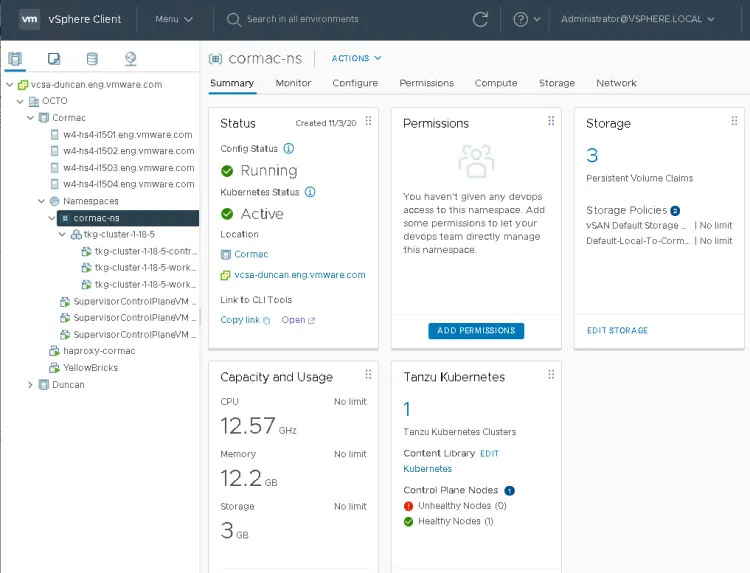 vm vSphere Client Menu Search in all environments Administrator@VSPHERE.LOCAL
vcsa-duncan.eng.vmware.com
OCTO
Cormac
w4-hs4-i1501.eng.vmware.com
w4-hs4-i1502.eng.vmware.com
w4-hs4-i1503.eng.vmware.com
w4-hs4-i1504.eng.vmware.com
Namespaces
cormac-ns
tkg-cluster-1-18-5
tkg-cluster-1-18-5-contr...
tkg-cluster-1-18-5-work...
tkg-cluster-1-18-5-work...
SupervisorControlPlaneVM ...
SupervisorControlPlaneVM ...
SupervisorControlPlaneVM ...
haproxy-cormac
YellowBricks
Duncan
cormac-ns ACTIONS
Summary Monitor Configure Permissions Compute Storage Network
Status Created 11/3/20
Config Status
Running
Kubernetes Status
Active
Location
Cormac
vcsa-duncan.eng.vmware.com
Link to CLI Tools
Copy link Open
Permissions
You haven't given any devops
access to this namespace. Add
some permissions to let your
devops team directly manage
this namespace.
ADD PERMISSIONS
Storage
3
Persistent Volume Claims
Storage Policies 2
vSAN Default Storage ... | No limit
Default-Local-To-Corm... | No limit
EDIT STORAGE
Capacity and Usage
CPU No limit
12.57 GHz
Memory No limit
12.2 GB
Storage No limit
3 GB
Tanzu Kubernetes
1
Tanzu Kubernetes Clusters
Content Library EDIT
Kubernetes
Control Plane Nodes 1
Unhealthy Nodes (0)
Healthy Nodes (1)